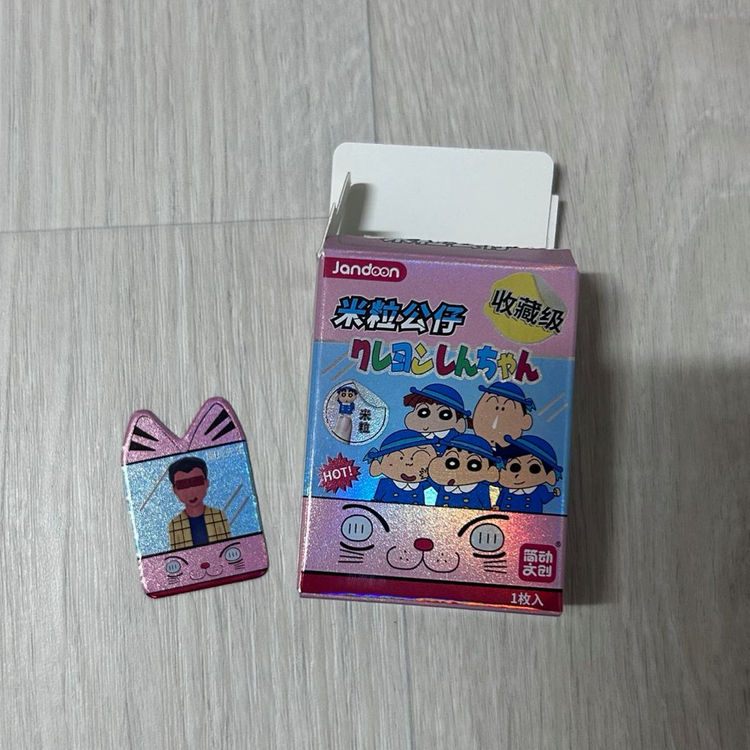 Jandoon
米粒公仔
收藏级
クレヨンしんちゃん
米粒
HOT!
简动
文创
®
1枚入